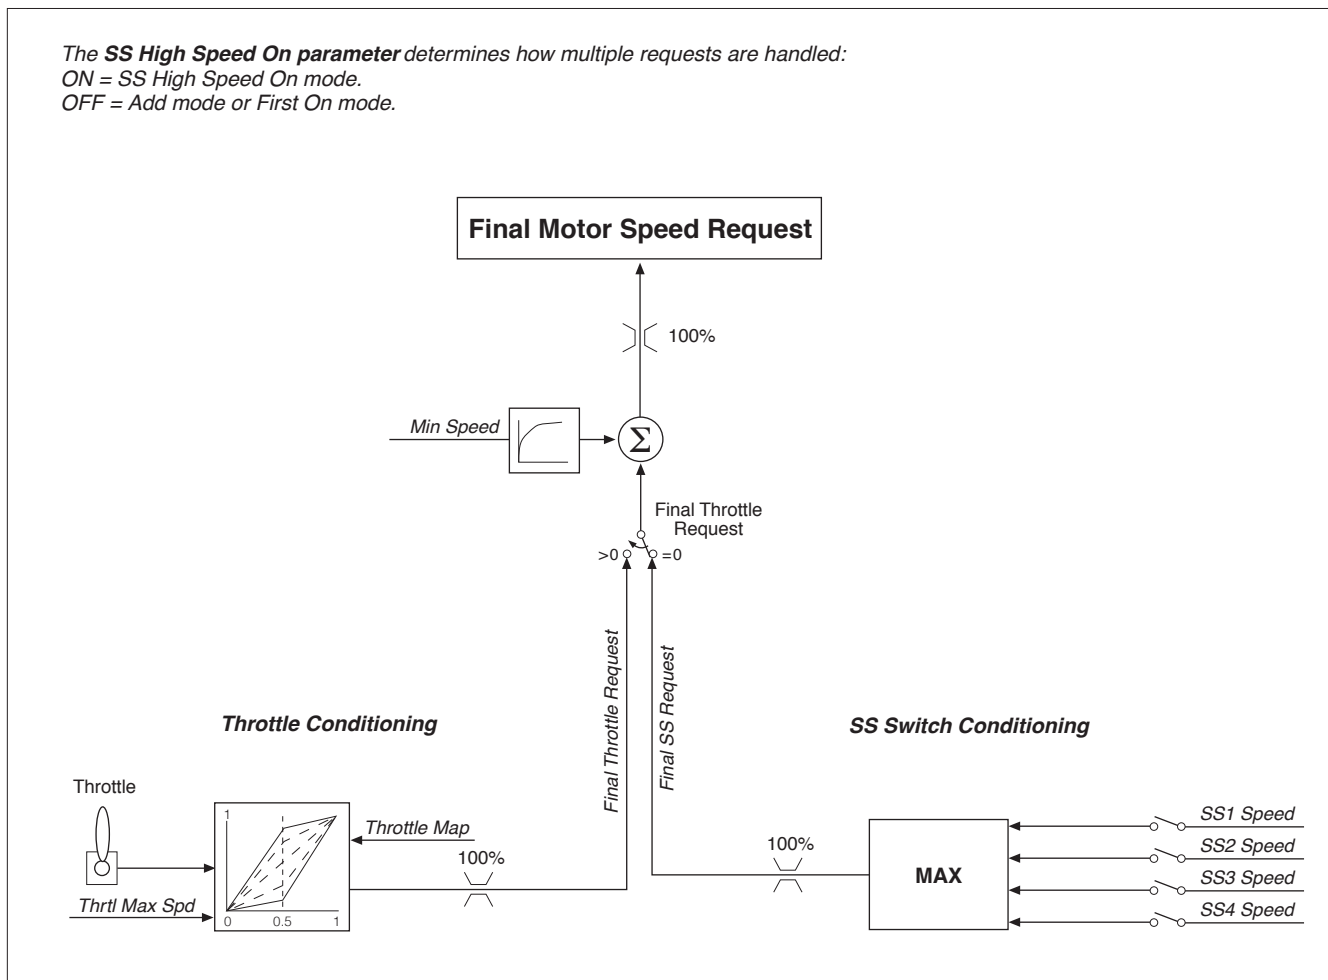 The SS High Speed On parameter determines how multiple requests are handled:
ON = SS High Speed On mode.
OFF = Add mode or First On mode.
Final Motor Speed Request
100%
Min Speed
Σ
Final Throttle
Request
>0
=0
Final Throttle Request
Final SS Request
Throttle Conditioning
SS Switch Conditioning
Throttle
1
Throttle Map
100%
Thrtl Max Spd
0 0.5 1
100%
MAX
SS1 Speed
SS2 Speed
SS3 Speed
SS4 Speed